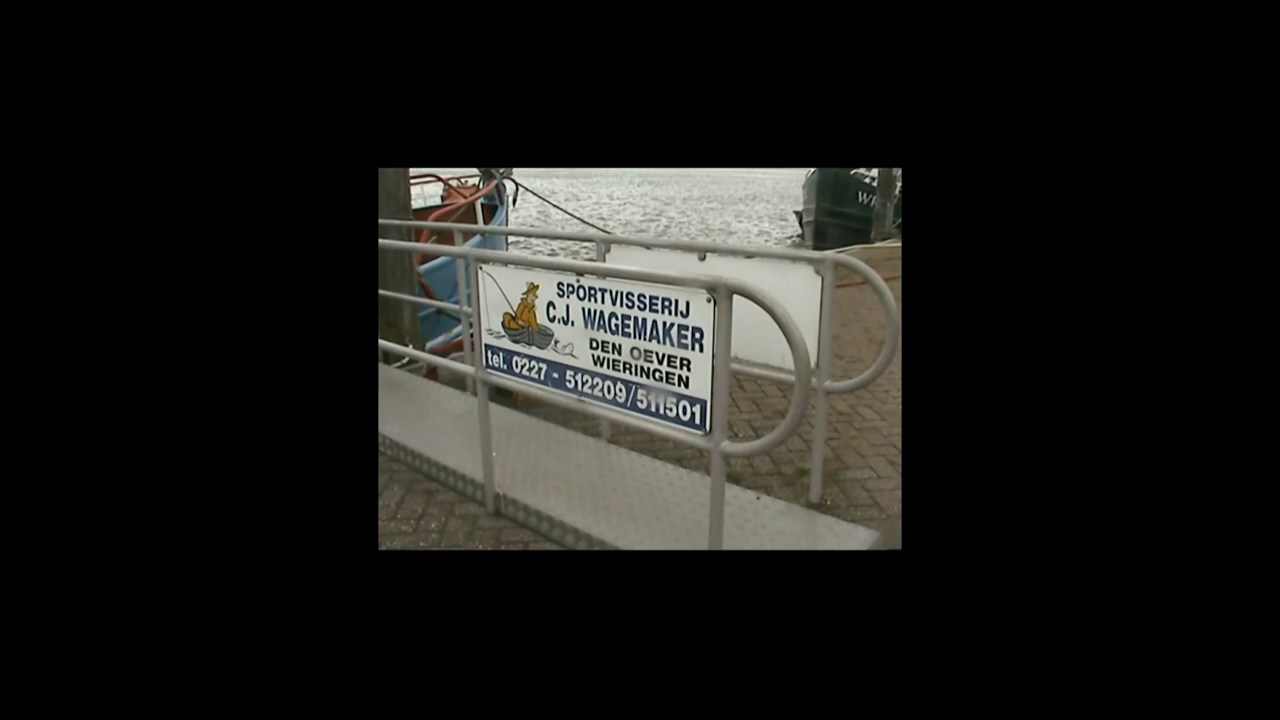 SPORTVISSERIJ
C.J. WAGEMAKER
DEN OEVER
WIERINGEN
tel. 0227 - 512209/511501